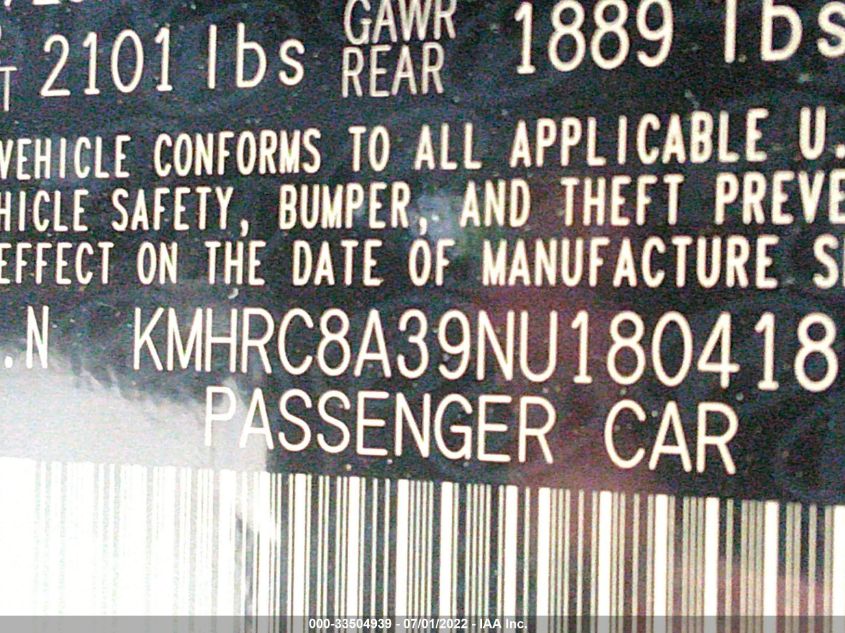 GAWR
REAR
2101 lbs
1889 lbs
VEHICLE CONFORMS TO ALL APPLICABLE U.
HICLE SAFETY, BUMPER, AND THEFT PREVE
EFFECT ON THE DATE OF MANUFACTURE S
.N KMHRC8A39NU180418
PASSENGER CAR
000-33504939 - 07/01/2022 - IAA Inc.